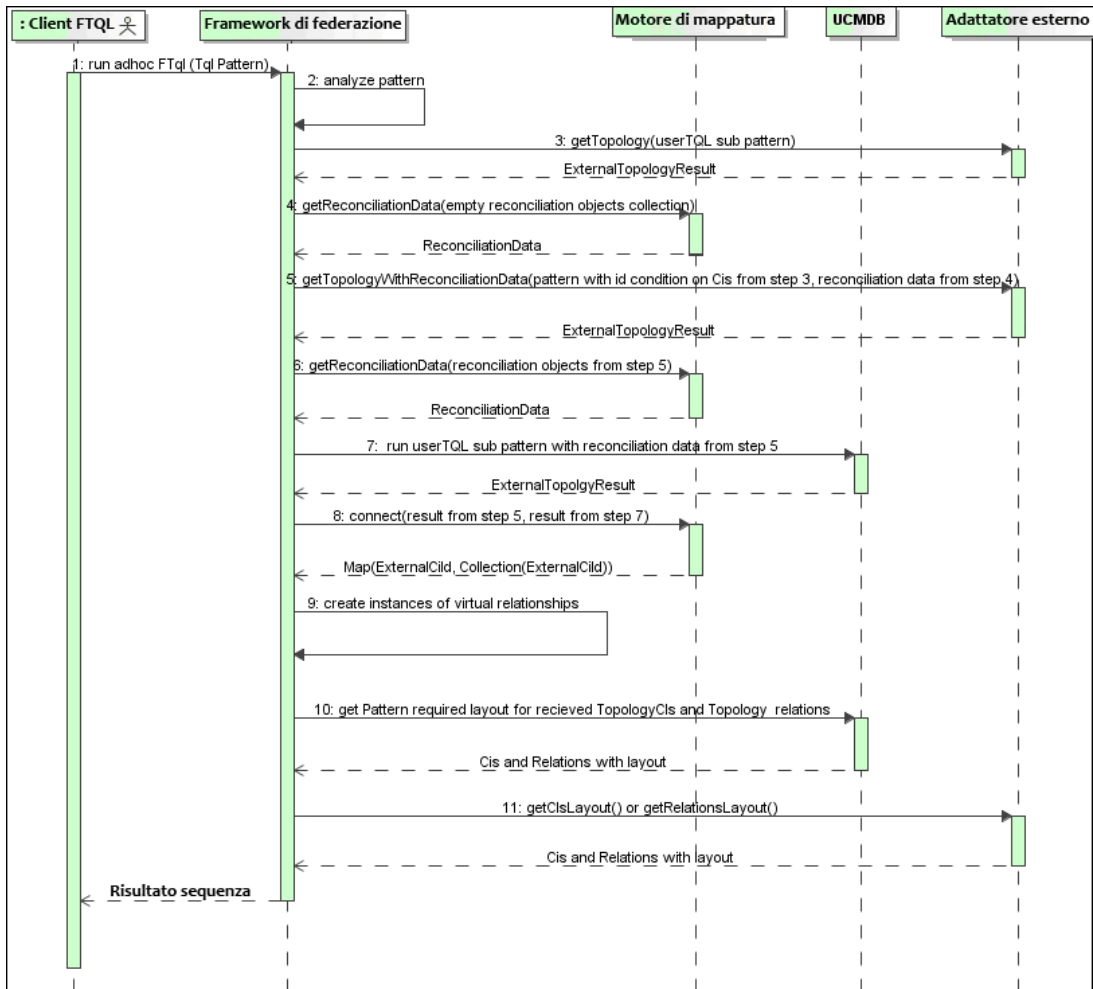 : Client FTQL
Framework di federazione
Motore di mappatura
UCMDB
Adattatore esterno
1: run adhoc FTql (Tql Pattern)
2: analyze pattern
3: getTopology(userTQL sub pattern)
ExternalTopologyResult
4: getReconciliationData(empty reconciliation objects collection)
ReconciliationData
5: getTopologyWithReconciliationData(pattern with id condition on Cis from step 3, reconciliation data from step 4)
ExternalTopologyResult
6: getReconciliationData(reconciliation objects from step 5)
ReconciliationData
7: run userTQL sub pattern with reconciliation data from step 5
ExternalTopolgyResult
8: connect(result from step 5, result from step 7)
Map(ExternalCiId, Collection(ExternalCiId))
9: create instances of virtual relationships
10: get Pattern required layout for recieved TopologyCIs and Topology relations
Cis and Relations with layout
11: getCIsLayout() or getRelationsLayout()
Cis and Relations with layout
Risultato sequenza